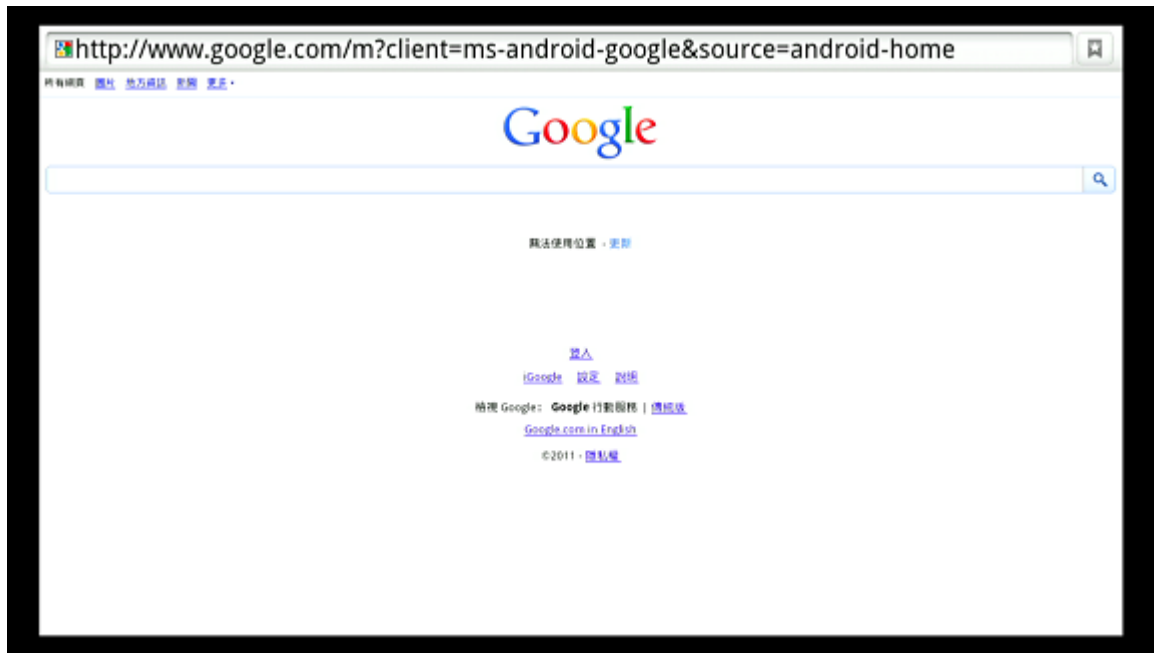 http://www.google.com/m?client=ms-android-google&source=android-home
所有網頁 圖片 地方資訊 新聞 更多
Google
無法使用位置 - 更新
登入
iGoogle 設定 說明
檢視 Google: Google 行動服務 | 傳統版
Google.com in English
©2011 - 隱私權